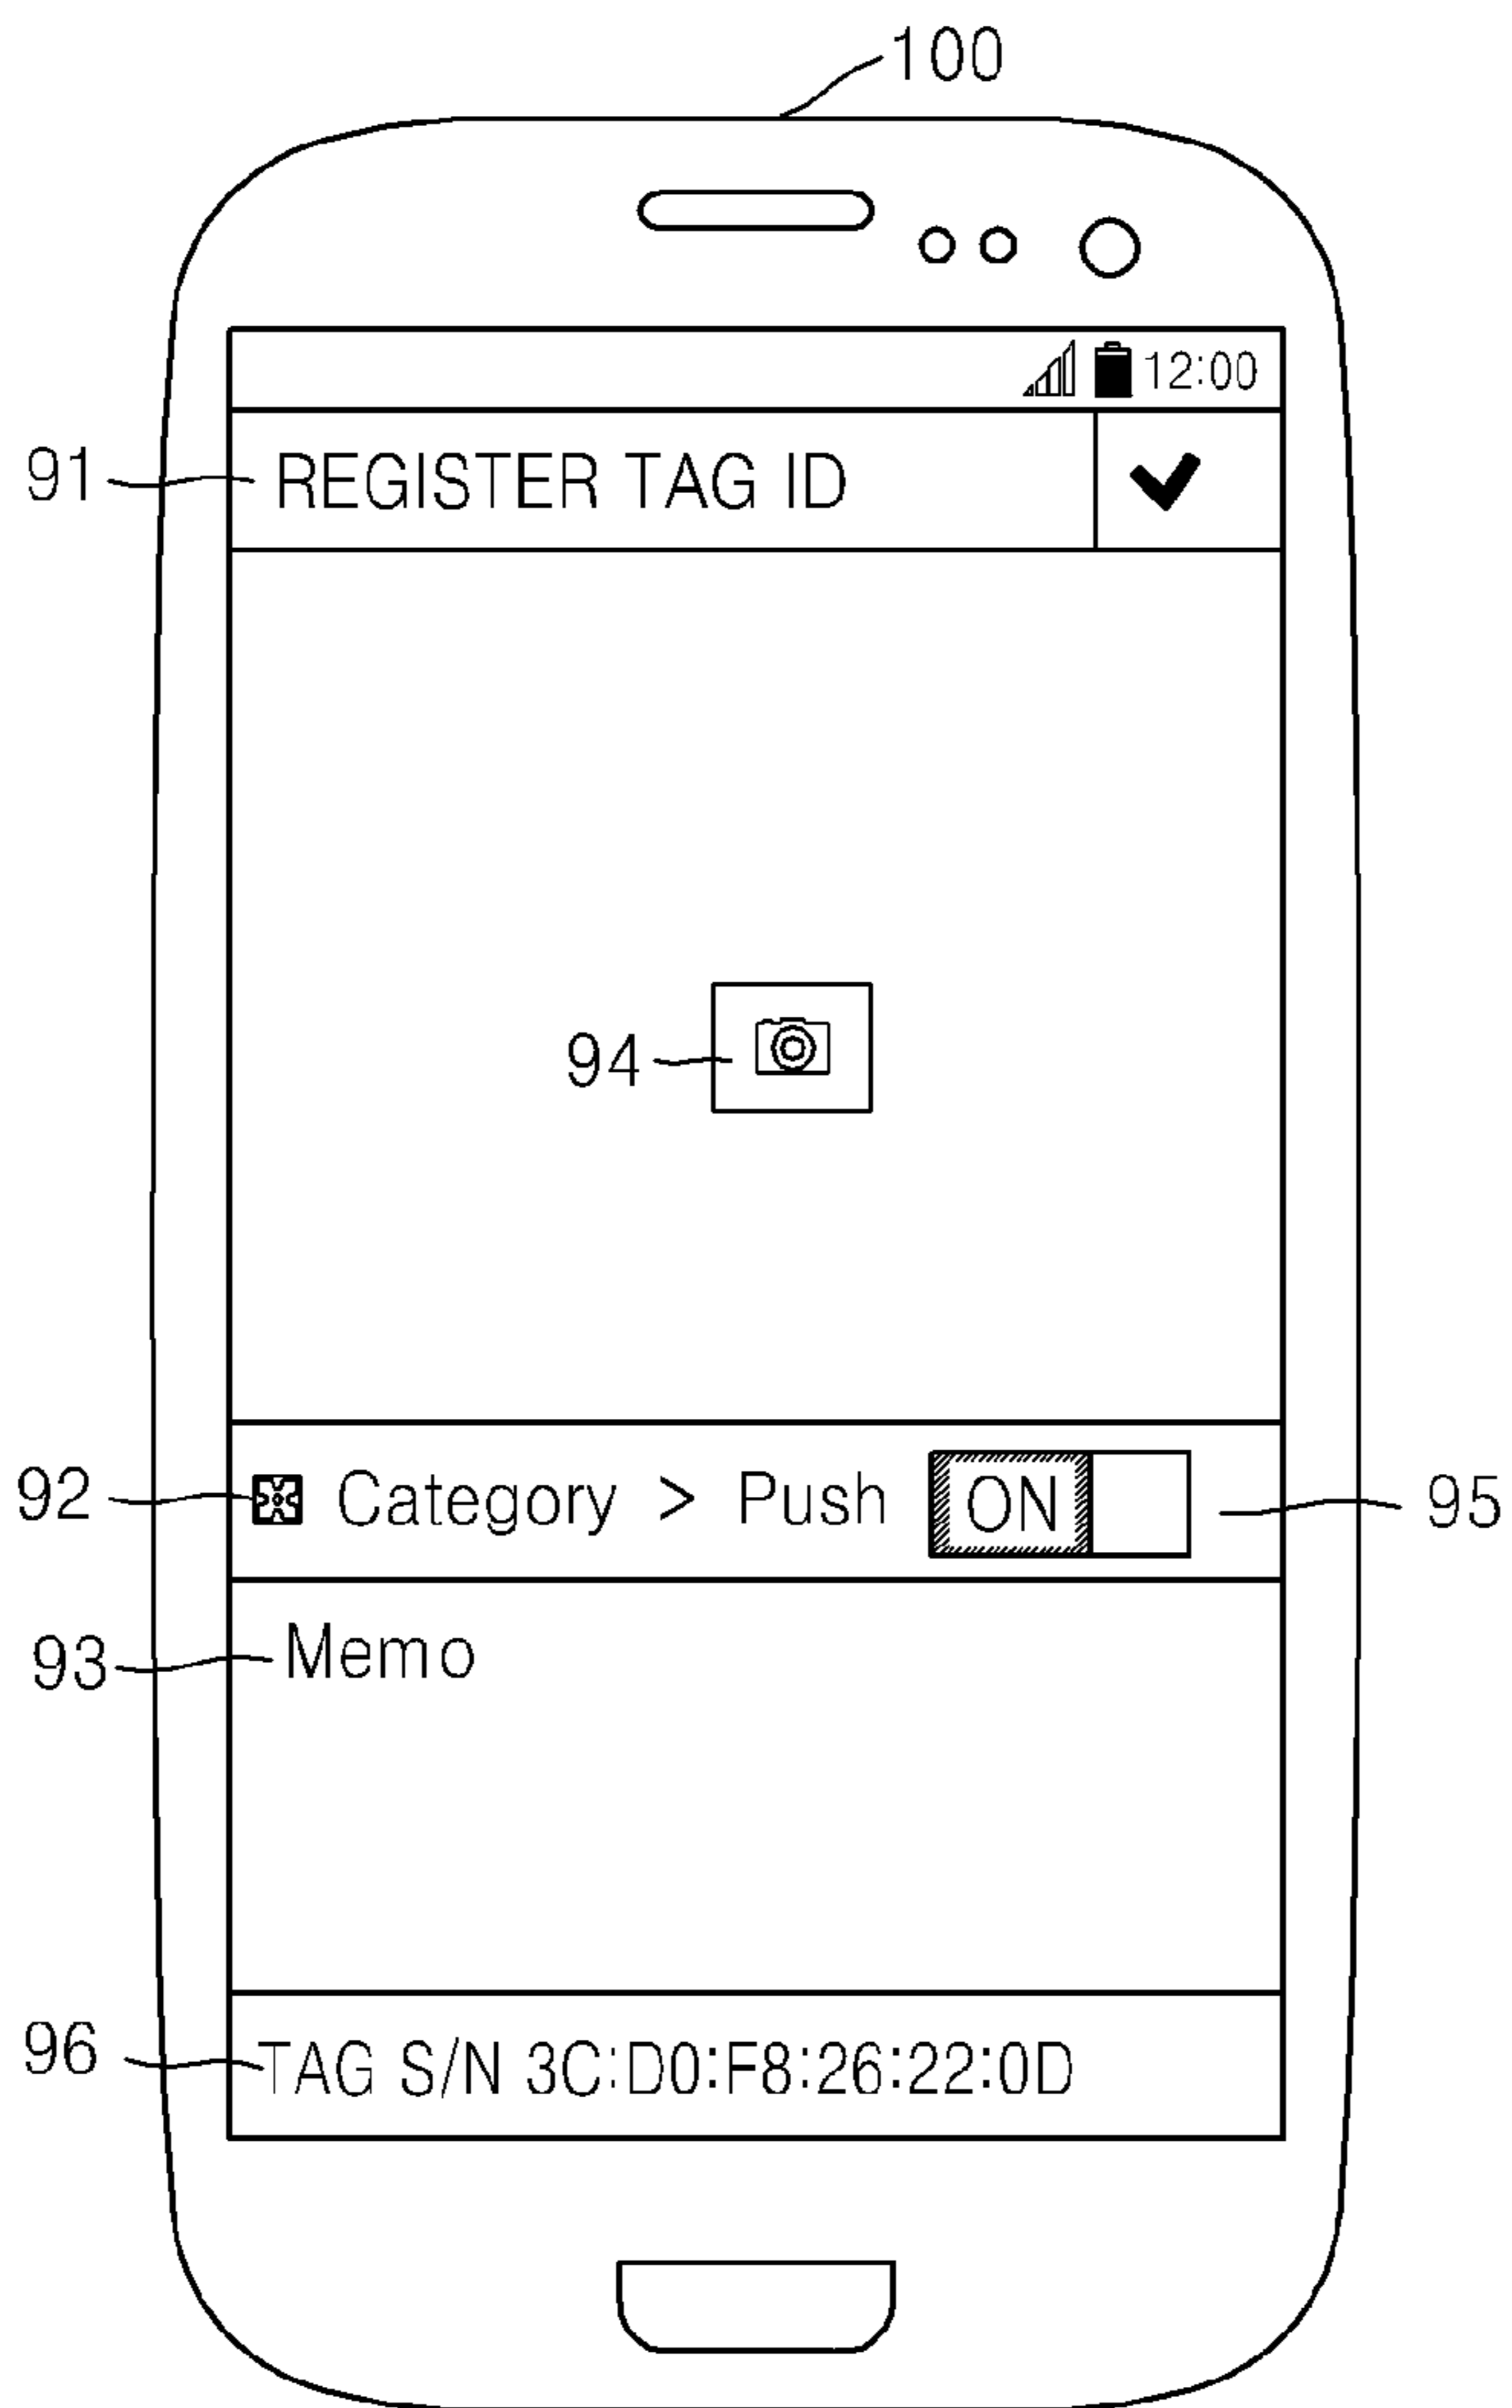 100
12:00
91 REGISTER TAG ID
94
92 Category > Push ON 95
93 Memo
96 TAG S/N 3C:D0:F8:26:22:0D